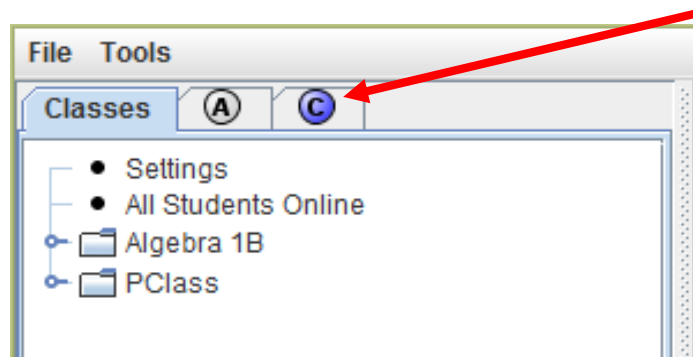 File Tools
Classes A C
Settings
All Students Online
Algebra 1B
PClass